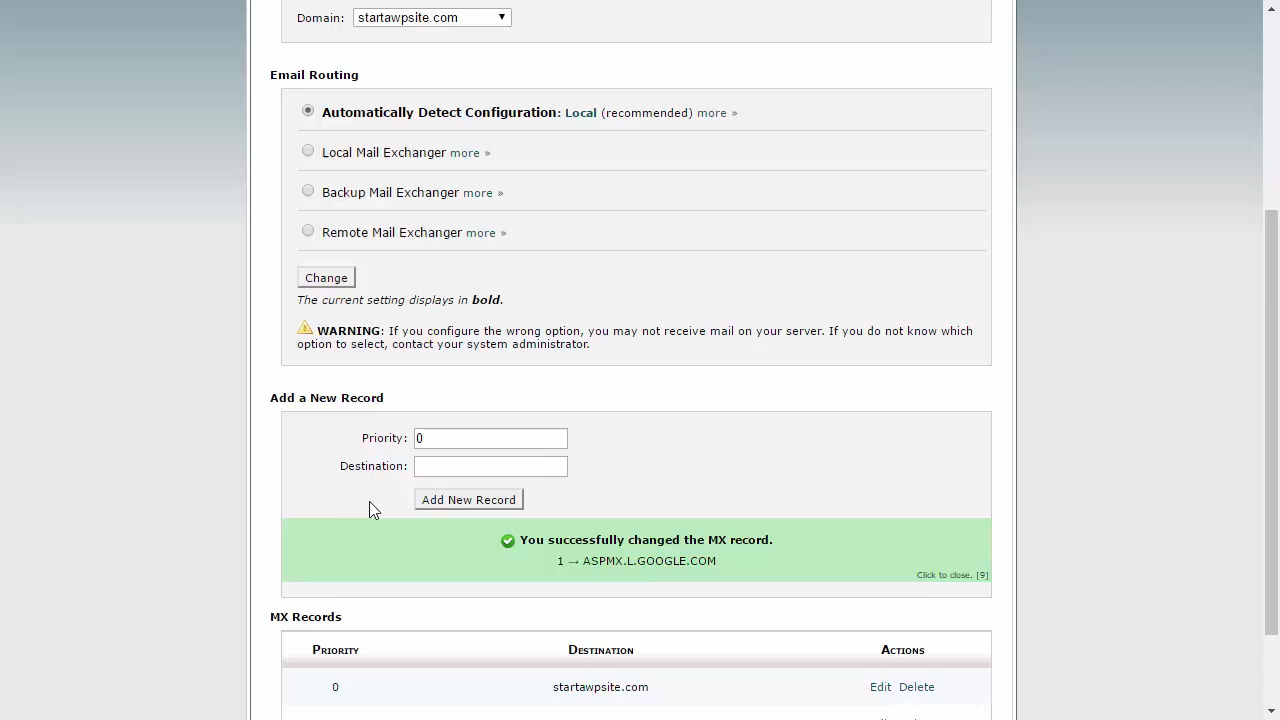 Domain: startawpsite.com
Email Routing
Automatically Detect Configuration: Local (recommended) more »
Local Mail Exchanger more »
Backup Mail Exchanger more »
Remote Mail Exchanger more »
Change
The current setting displays in bold.
WARNING: If you configure the wrong option, you may not receive mail on your server. If you do not know which
option to select, contact your system administrator.
Add a New Record
Priority: 0
Destination:
Add New Record
You successfully changed the MX record.
1 → ASPMX.L.GOOGLE.COM
Click to close. [9]
MX Records
PRIORITY DESTINATION ACTIONS
0 startawpsite.com Edit Delete